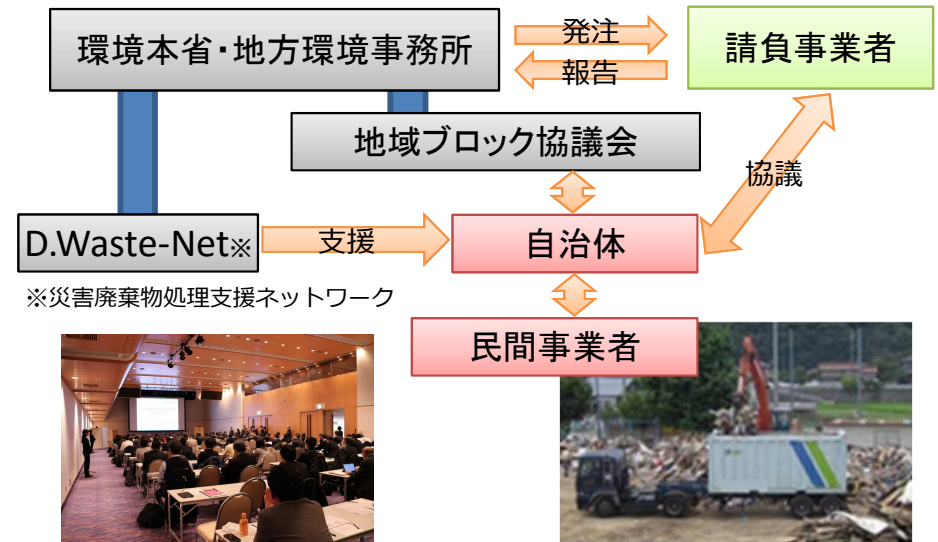 環境本省・地方環境事務所
発注
報告
請負事業者
地域ブロック協議会
協議
D.Waste-Net※
支援
自治体
※災害廃棄物処理支援ネットワーク
民間事業者